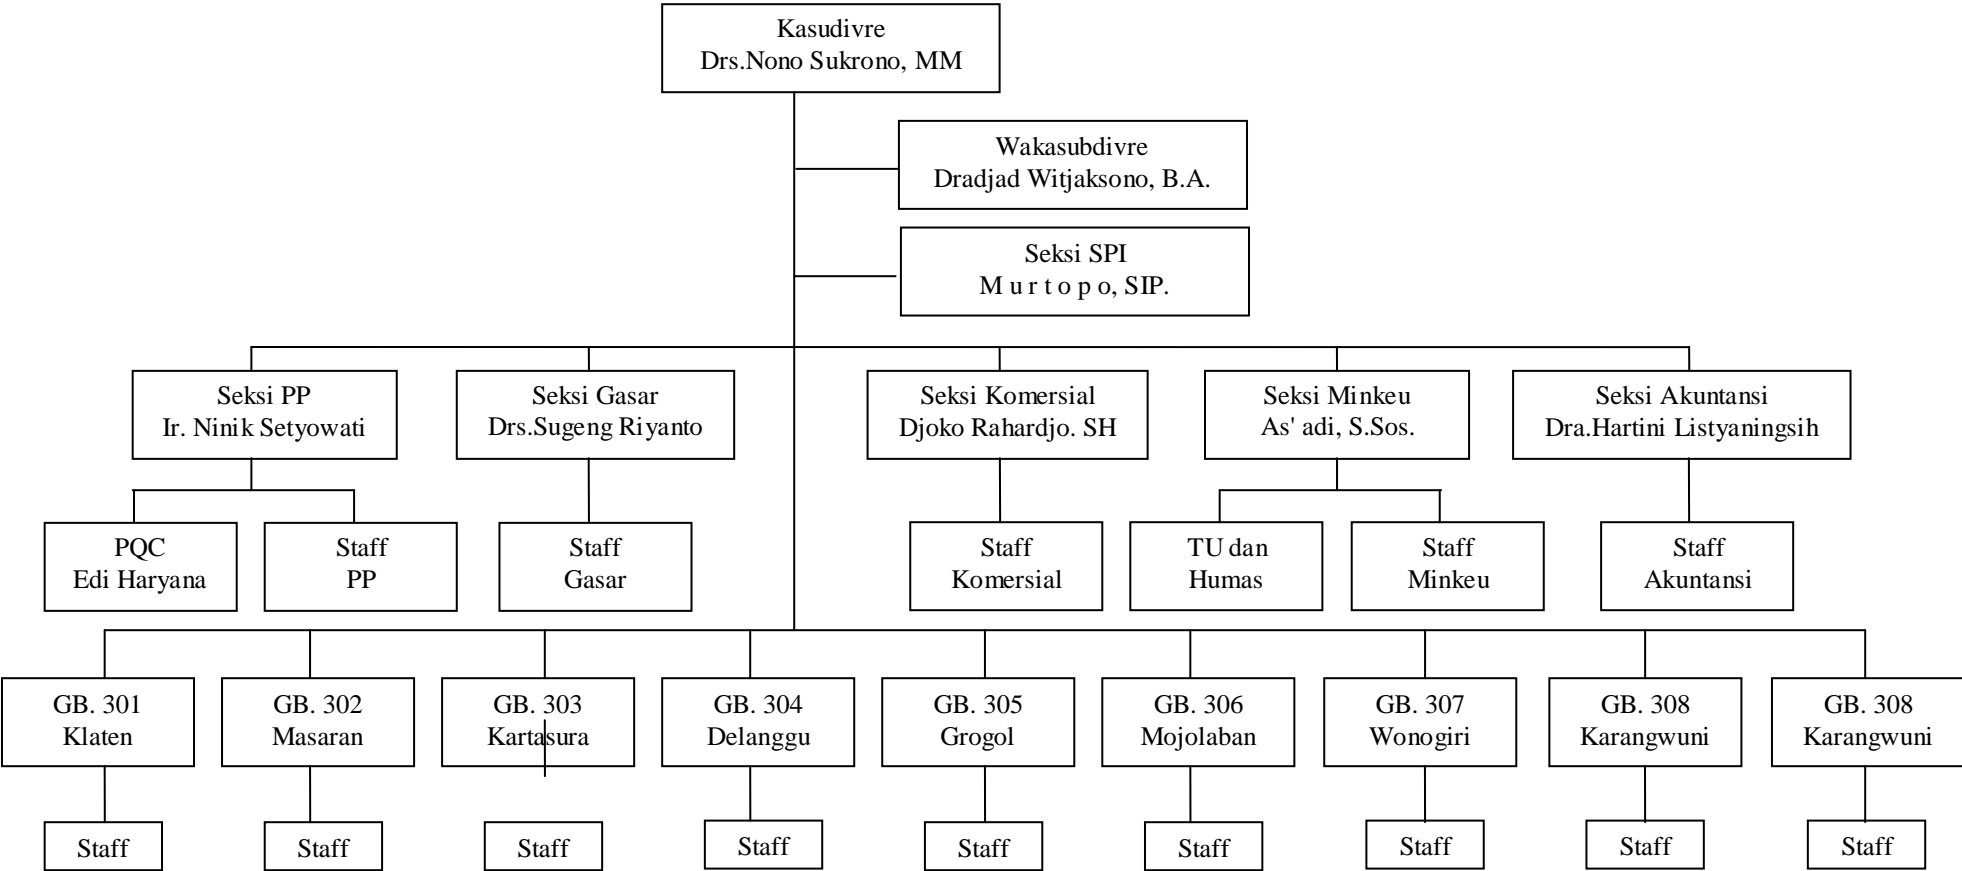 Kasudivre
Drs.Nono Sukrono, MM
Wakasubdivre
Dradjad Witjaksono, B.A.
Seksi SPI
M u r t o p o, SIP.
Seksi PP
Ir. Ninik Setyowati
Seksi Gasar
Drs.Sugeng Riyanto
Seksi Komersial
Djoko Rahardjo. SH
Seksi Minkeu
As' adi, S.Sos.
Seksi Akuntansi
Dra.Hartini Listyaningsih
PQC
Edi Haryana
Staff
PP
Staff
Gasar
Staff
Komersial
TU dan
Humas
Staff
Minkeu
Staff
Akuntansi
GB. 301
Klaten
GB. 302
Masaran
GB. 303
Kartasura
GB. 304
Delanggu
GB. 305
Grogol
GB. 306
Mojolaban
GB. 307
Wonogiri
GB. 308
Karangwuni
GB. 308
Karangwuni
Staff
Staff
Staff
Staff
Staff
Staff
Staff
Staff
Staff